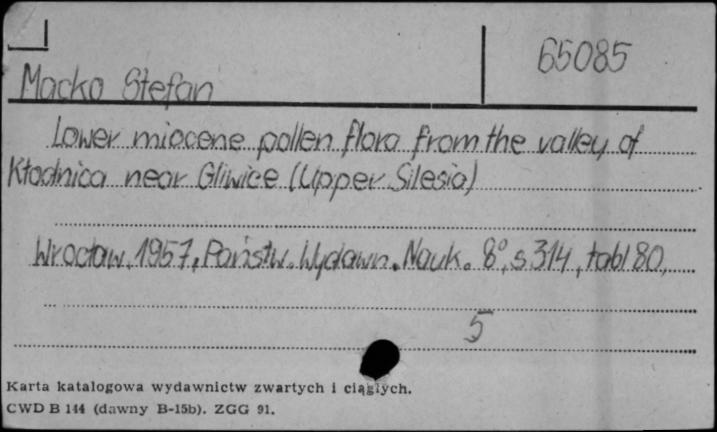 65085
Macko Stefan
Lower miocene pollen flora from the valley of
Kłodnica near Gliwice (Upper Silesia)
Wrocław, 1957, Państw. Wydawn. Nauk. 8°, s 314, tabl 80,
5
Karta katalogowa wydawnictw zwartych i ciągłych.
CWD B 144 (dawny B-15b). ZGG 91.